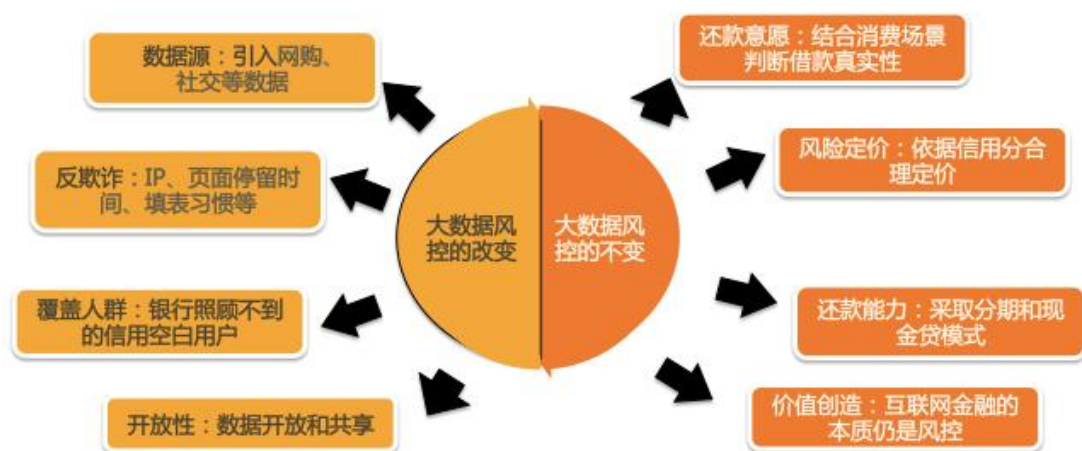 数据源：引入网购、
社交等数据
反欺诈：IP、页面停留时
间、填表习惯等
覆盖人群：银行照顾不到
的信用空白用户
开放性：数据开放和共享
大数据风
控的改变
大数据风
控的不变
还款意愿：结合消费场景
判断借款真实性
风险定价：依据信用分合
理定价
还款能力：采取分期和现
金贷模式
价值创造：互联网金融的
本质仍是风控